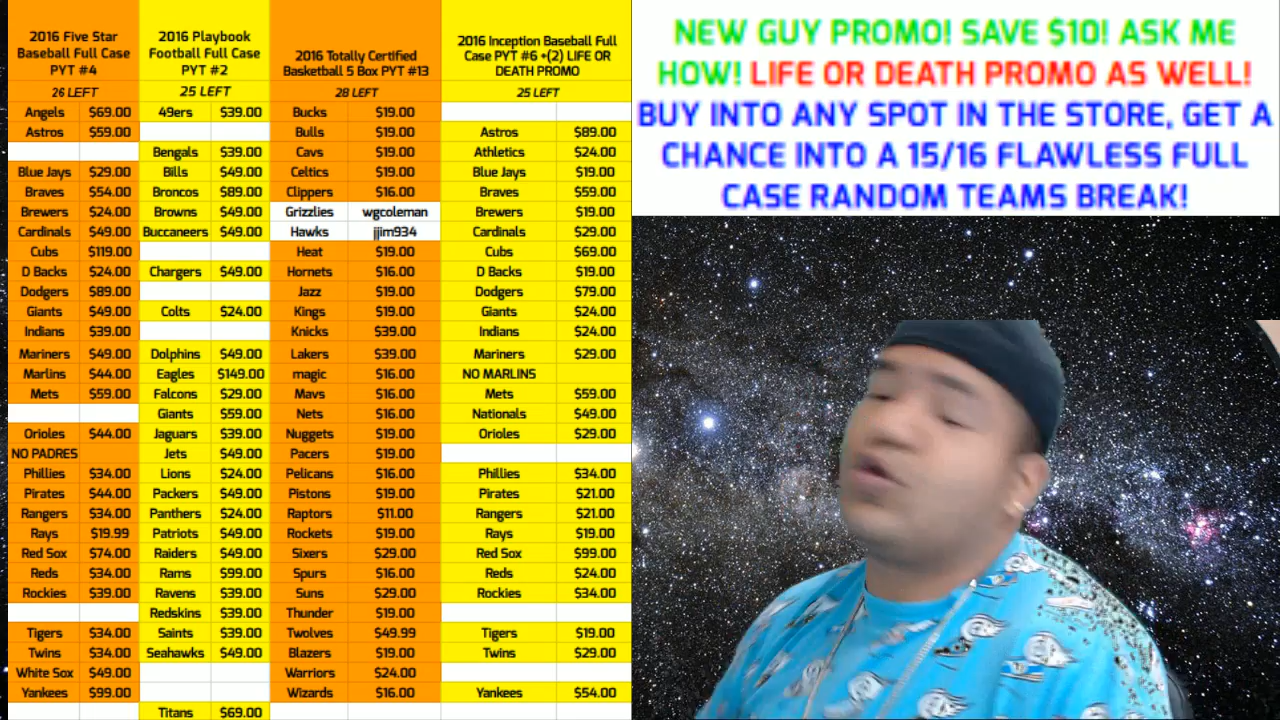 2016 Five Star
Baseball Full Case
PYT #4
26 LEFT
Angels $69.00
Astros $59.00
Blue Jays $29.00
Braves $54.00
Brewers $24.00
Cardinals $49.00
Cubs $119.00
D Backs $24.00
Dodgers $89.00
Giants $49.00
Indians $39.00
Mariners $49.00
Marlins $44.00
Mets $59.00
Orioles $44.00
NO PADRES
Phillies $34.00
Pirates $44.00
Rangers $34.00
Rays $19.99
Red Sox $74.00
Reds $34.00
Rockies $39.00
Tigers $34.00
Twins $34.00
White Sox $49.00
Yankees $99.00
2016 Playbook
Football Full Case
PYT #2
25 LEFT
49ers $39.00
Bengals $39.00
Bills $49.00
Broncos $89.00
Browns $49.00
Buccaneers $49.00
Chargers $49.00
Colts $24.00
Dolphins $49.00
Eagles $149.00
Falcons $29.00
Giants $59.00
Jaguars $39.00
Jets $49.00
Lions $24.00
Packers $49.00
Panthers $24.00
Patriots $49.00
Raiders $49.00
Rams $99.00
Ravens $39.00
Redskins $39.00
Saints $39.00
Seahawks $49.00
Titans $69.00
2016 Totally Certified
Basketball 5 Box PYT #13
28 LEFT
Bucks $19.00
Bulls $19.00
Cavs $19.00
Celtics $19.00
Clippers $16.00
Grizzlies wgcoleman
Hawks jjim934
Heat $19.00
Hornets $16.00
Jazz $19.00
Kings $19.00
Knicks $39.00
Lakers $39.00
magic $16.00
Mavs $16.00
Nets $16.00
Nuggets $19.00
Pacers $19.00
Pelicans $16.00
Pistons $19.00
Raptors $11.00
Rockets $19.00
Sixers $29.00
Spurs $16.00
Suns $29.00
Thunder $19.00
Twolves $49.99
Blazers $19.00
Warriors $24.00
Wizards $16.00
2016 Inception Baseball Full
Case PYT #6 +(2) LIFE OR
DEATH PROMO
25 LEFT
Astros $89.00
Athletics $24.00
Blue Jays $19.00
Braves $59.00
Brewers $19.00
Cardinals $29.00
Cubs $69.00
D Backs $19.00
Dodgers $79.00
Giants $24.00
Indians $24.00
Mariners $29.00
NO MARLINS
Mets $59.00
Nationals $49.00
Orioles $29.00
Phillies $34.00
Pirates $21.00
Rangers $21.00
Rays $19.00
Red Sox $99.00
Reds $24.00
Rockies $34.00
Tigers $19.00
Twins $29.00
Yankees $54.00
NEW GUY PROMO! SAVE $10! ASK ME
HOW! LIFE OR DEATH PROMO AS WELL!
BUY INTO ANY SPOT IN THE STORE, GET A
CHANCE INTO A 15/16 FLAWLESS FULL
CASE RANDOM TEAMS BREAK!